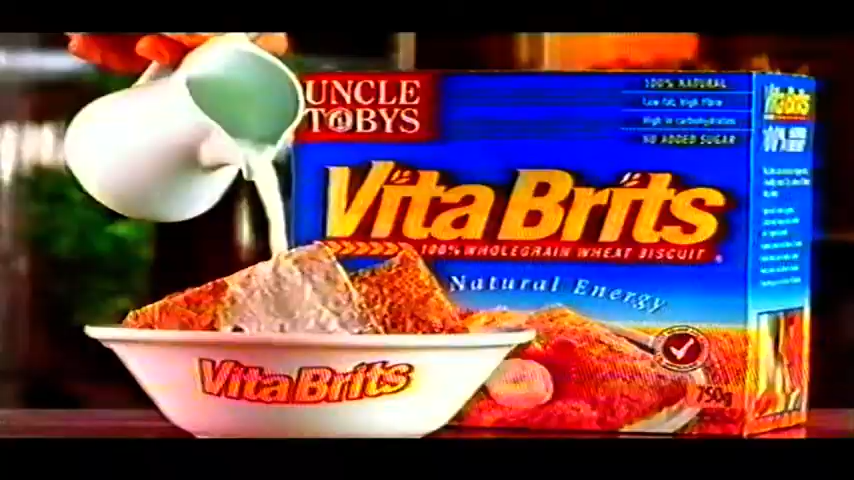 UNCLE
TOBYS
100% NATURAL
Low fat, high fibre
High in carbohydrates
NO ADDED SUGAR
Vita Brits
100% WHOLEGRAIN WHEAT BISCUIT
Natural Energy
750g
Vita Brits
Vita Brits